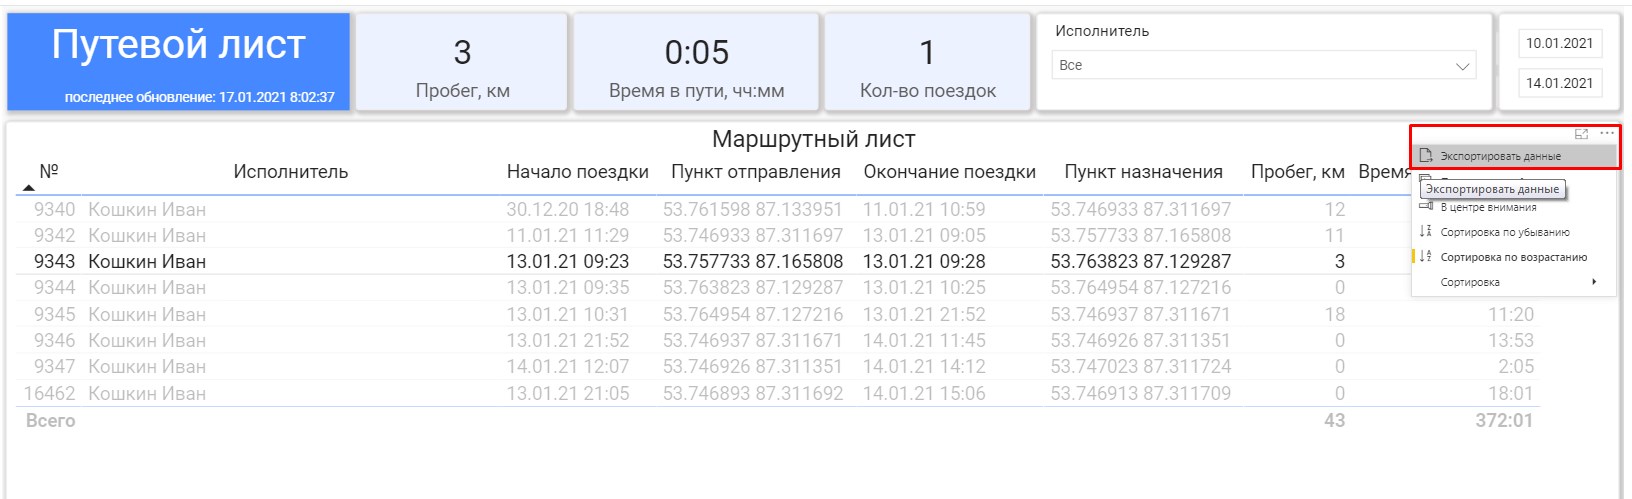 Путевой лист
последнее обновление: 17.01.2021 8:02:37
3
Пробег, км
0:05
Время в пути, чч:мм
1
Кол-во поездок
Исполнитель
Все
10.01.2021
14.01.2021
Маршрутный лист
№ Исполнитель Начало поездки Пункт отправления Окончание поездки Пункт назначения Пробег, км Время
9340 Кошкин Иван 30.12.20 18:48 53.761598 87.133951 11.01.21 10:59 53.746933 87.311697 12
9342 Кошкин Иван 11.01.21 11:29 53.746933 87.311697 13.01.21 09:05 53.757733 87.165808 11
9343 Кошкин Иван 13.01.21 09:23 53.757733 87.165808 13.01.21 09:28 53.763823 87.129287 3
9344 Кошкин Иван 13.01.21 09:35 53.763823 87.129287 13.01.21 10:25 53.764954 87.127216 0
9345 Кошкин Иван 13.01.21 10:31 53.764954 87.127216 13.01.21 21:52 53.746937 87.311671 18 11:20
9346 Кошкин Иван 13.01.21 21:52 53.746937 87.311671 14.01.21 11:45 53.746926 87.311351 0 13:53
9347 Кошкин Иван 14.01.21 12:07 53.746926 87.311351 14.01.21 14:12 53.747023 87.311724 0 2:05
16462 Кошкин Иван 13.01.21 21:05 53.746893 87.311692 14.01.21 15:06 53.746913 87.311709 0 18:01
Всего 43 372:01
Экспортировать данные
Экспортировать данные
В центре внимания
Сортировка по убыванию
Сортировка по возрастанию
Сортировка